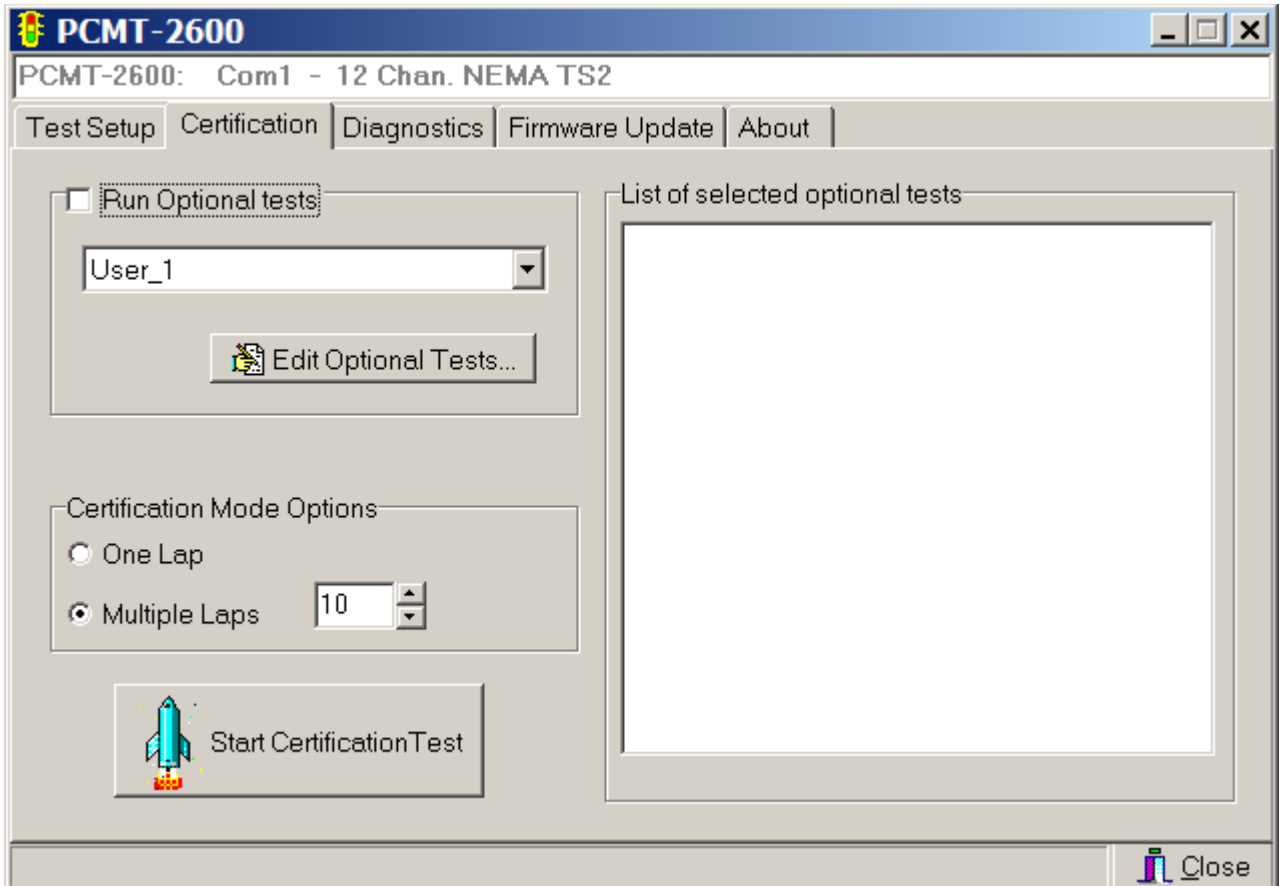 PCMT-2600
PCMT-2600: Com1 - 12 Chan. NEMA TS2
Test Setup Certification Diagnostics Firmware Update About
Run Optional tests
User_1
Edit Optional Tests...
List of selected optional tests
Certification Mode Options
One Lap
Multiple Laps 10
Start CertificationTest
Close